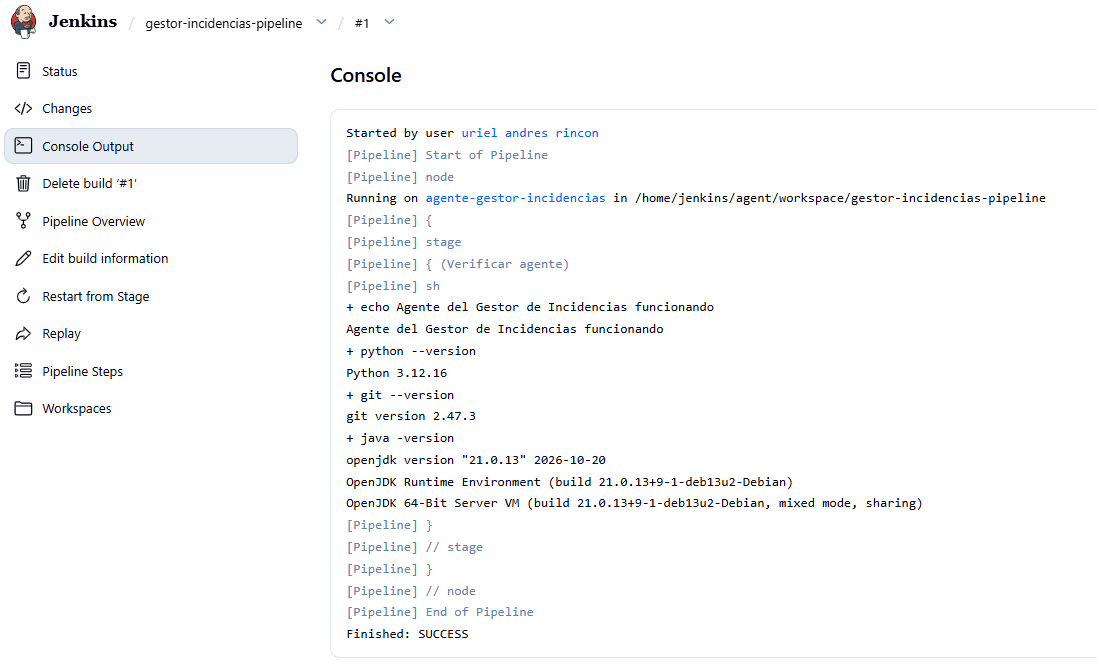 Jenkins / gestor-incidencias-pipeline / #1
Status
Changes
Console Output
Delete build ‘#1’
Pipeline Overview
Edit build information
Restart from Stage
Replay
Pipeline Steps
Workspaces
Console
Started by user uriel andres rincon
[Pipeline] Start of Pipeline
[Pipeline] node
Running on agente-gestor-incidencias in /home/jenkins/agent/workspace/gestor-incidencias-pipeline
[Pipeline] {
[Pipeline] stage
[Pipeline] { (Verificar agente)
[Pipeline] sh
+ echo Agente del Gestor de Incidencias funcionando
Agente del Gestor de Incidencias funcionando
+ python --version
Python 3.12.16
+ git --version
git version 2.47.3
+ java -version
openjdk version "21.0.13" 2026-10-20
OpenJDK Runtime Environment (build 21.0.13+9-1-deb13u2-Debian)
OpenJDK 64-Bit Server VM (build 21.0.13+9-1-deb13u2-Debian, mixed mode, sharing)
[Pipeline] }
[Pipeline] // stage
[Pipeline] }
[Pipeline] // node
[Pipeline] End of Pipeline
Finished: SUCCESS